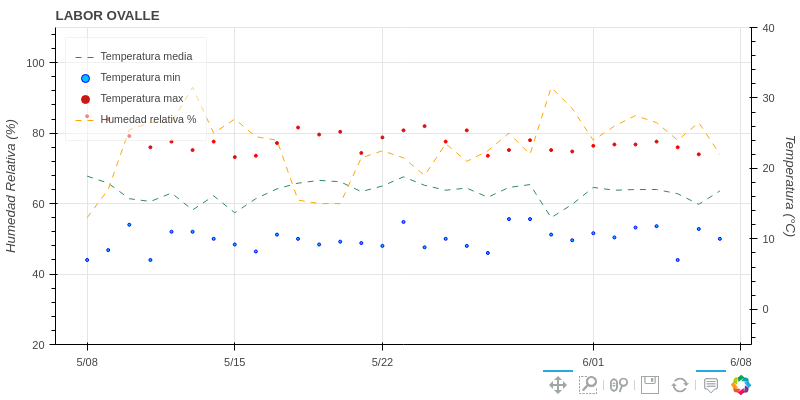 LABOR OVALLE
Temperatura media
Temperatura min
Temperatura max
Humedad relativa %
Humedad Relativa (%)
100
80
60
40
20
40
30
20
10
0
Temperatura (°C)
5/08
5/15
5/22
6/01
6/08